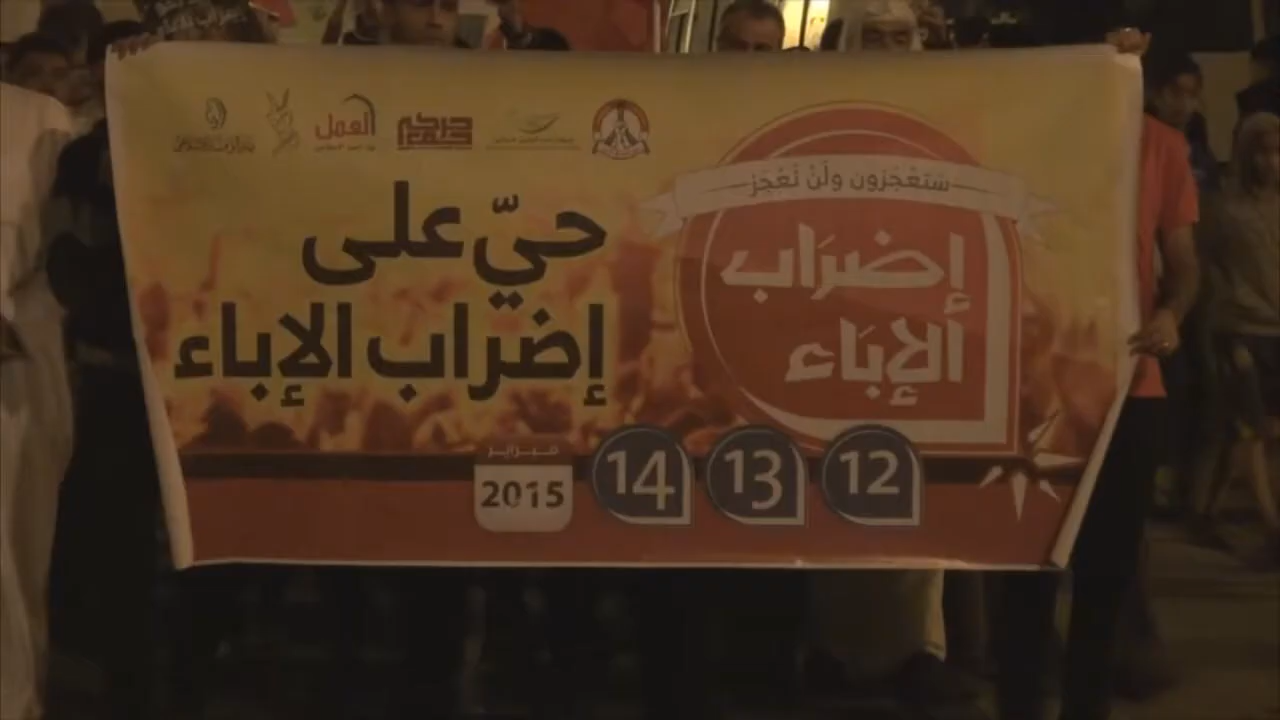 العمل
ستعجزون ولن نعجز
إضراب
الإباء
حيّ على
إضراب الإباء
12
13
14
فبراير
2015